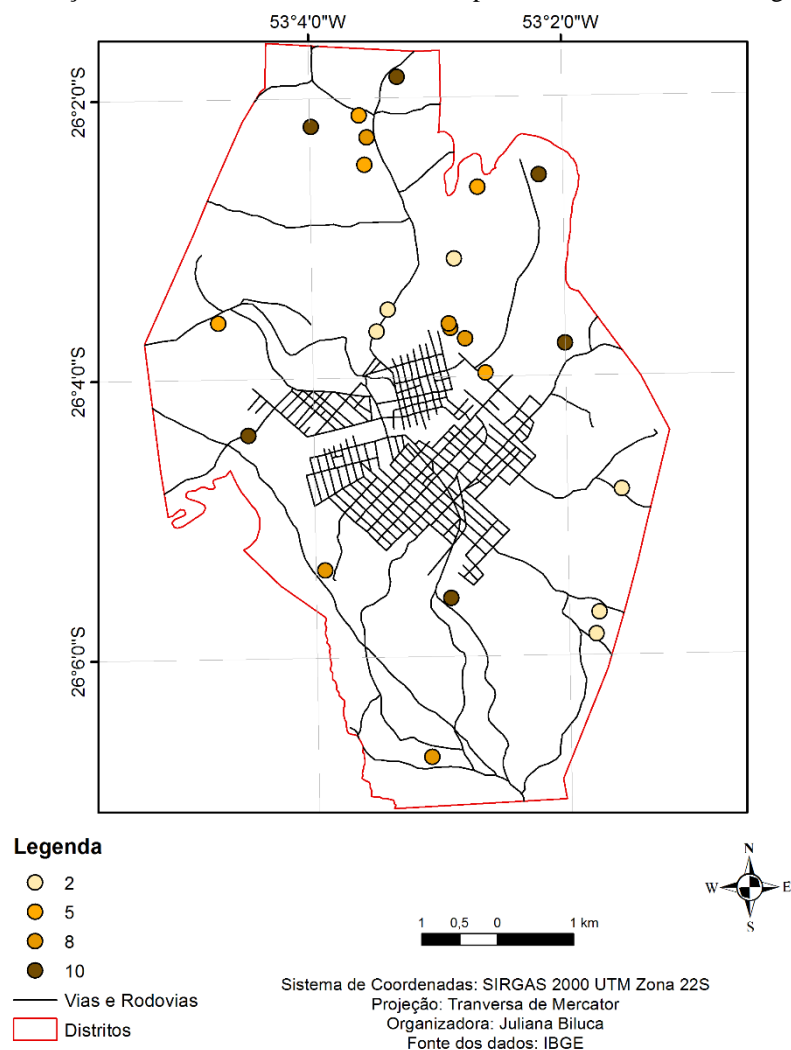 53°4'0"W
53°2'0"W
26°2'0"S
26°4'0"S
26°6'0"S
Legenda
2
5
8
10
Vias e Rodovias
Distritos
N
W
E
S
1 0,5 0 1 km
Sistema de Coordenadas: SIRGAS 2000 UTM Zona 22S
Projeção: Tranversa de Mercator
Organizadora: Juliana Biluca
Fonte dos dados: IBGE